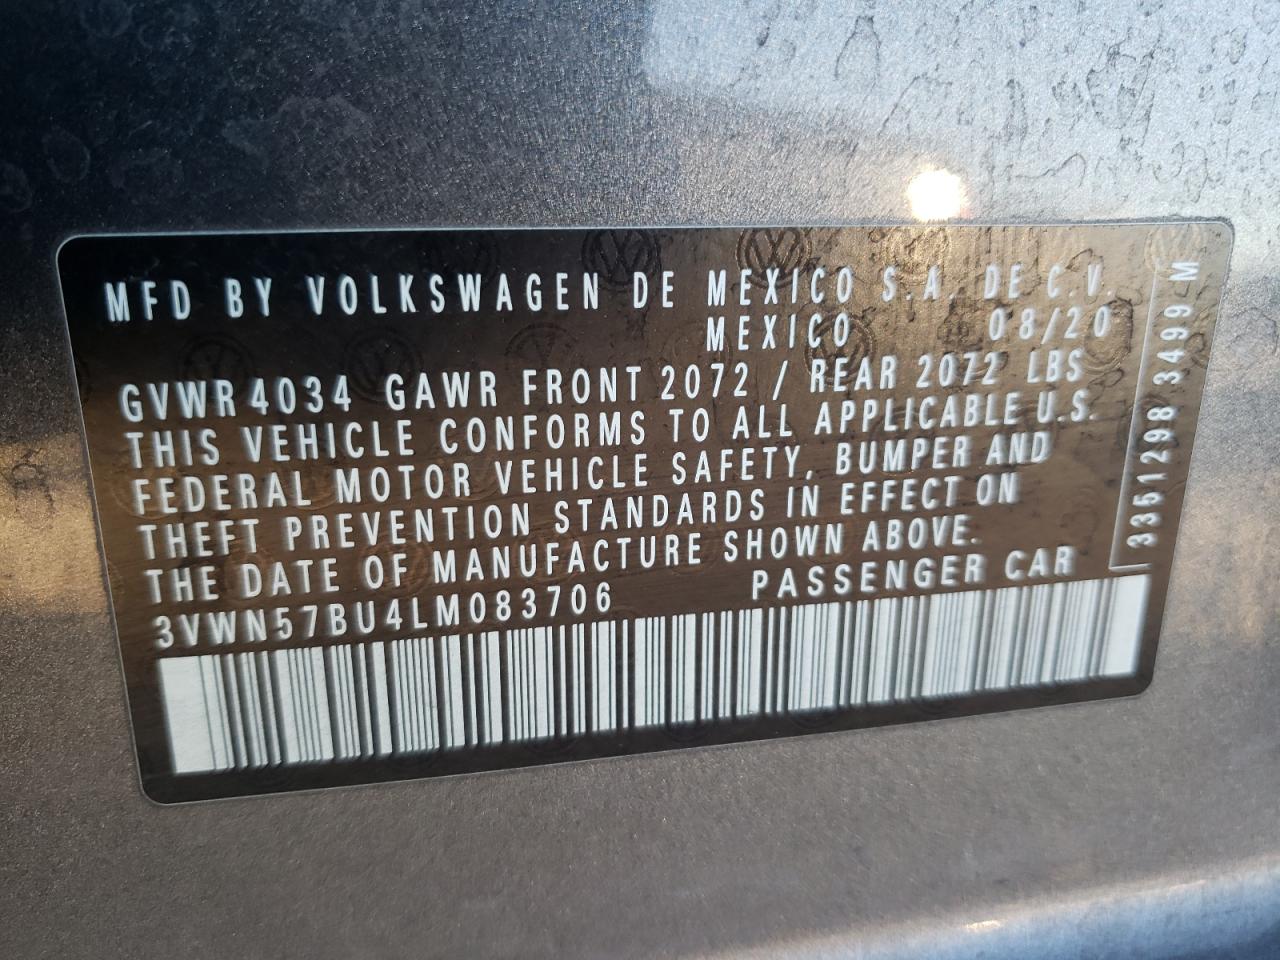 MFD BY VOLKSWAGEN DE MEXICO S.A. DE C.V.
MEXICO 08/20
GVWR 4034 GAWR FRONT 2072 / REAR 2072 LBS
THIS VEHICLE CONFORMS TO ALL APPLICABLE U.S.
FEDERAL MOTOR VEHICLE SAFETY, BUMPER AND
THEFT PREVENTION STANDARDS IN EFFECT ON
THE DATE OF MANUFACTURE SHOWN ABOVE.
3VWN57BU4LM083706 PASSENGER CAR
3351298 3499 M